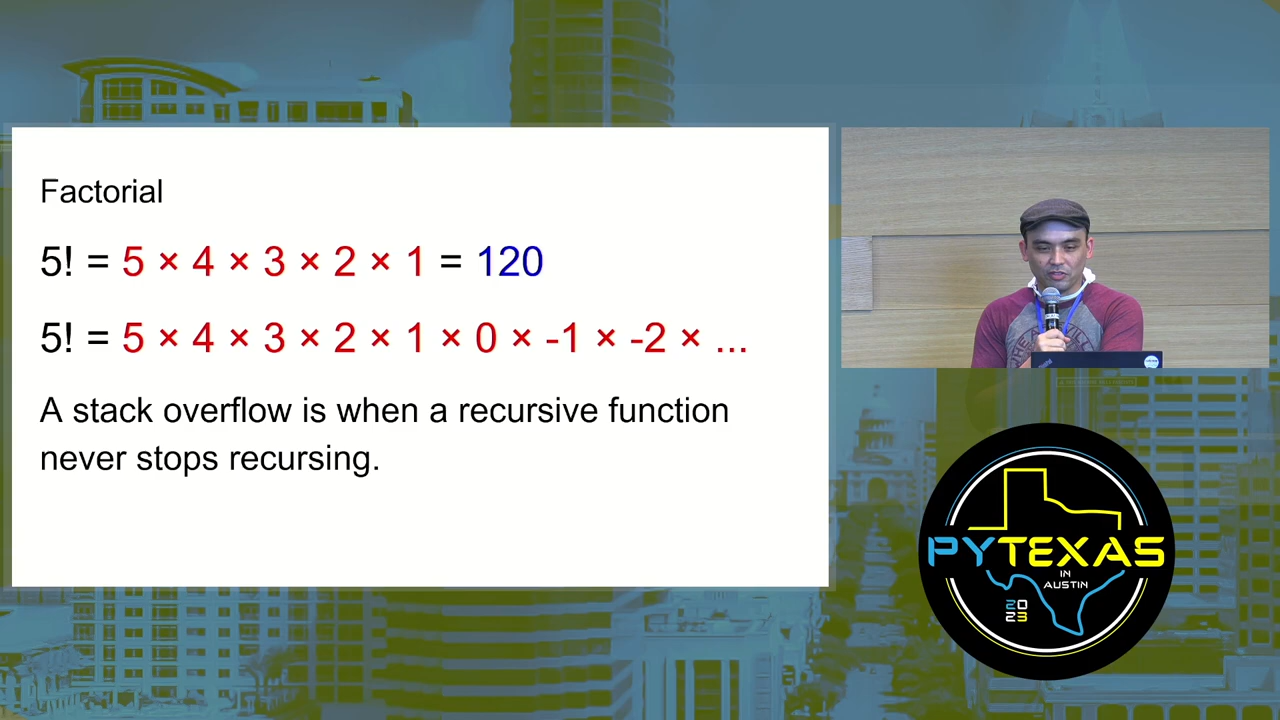 Factorial
5! = 5 × 4 × 3 × 2 × 1 = 120
5! = 5 × 4 × 3 × 2 × 1 × 0 × -1 × -2 × ...
A stack overflow is when a recursive function
never stops recursing.
PYTEXAS
IN
AUSTIN
20
23